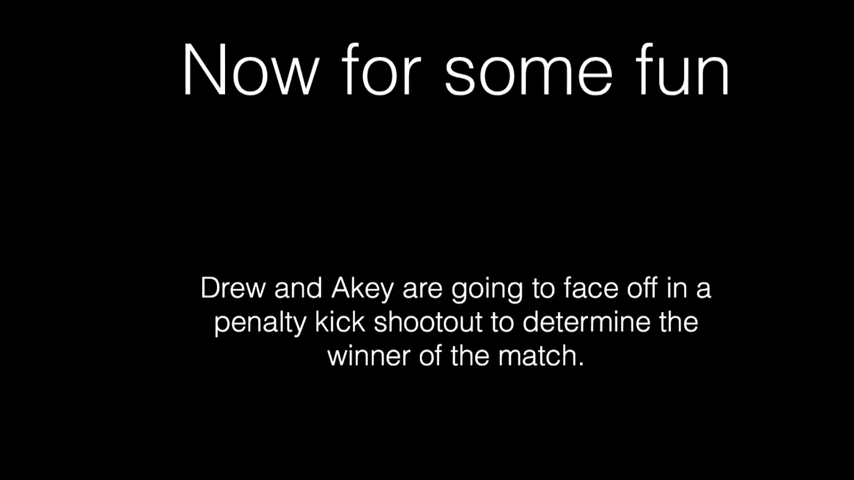 Now for some fun
Drew and Akey are going to face off in a
penalty kick shootout to determine the
winner of the match.